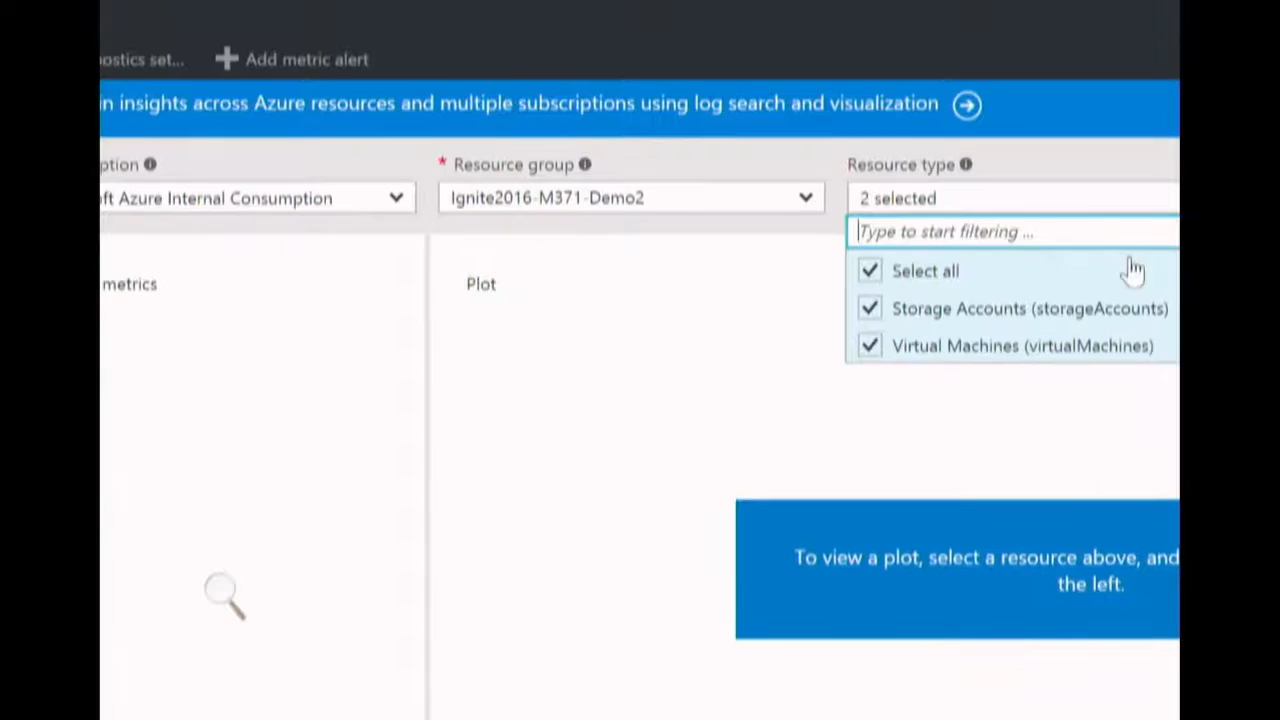 ostics set... Add metric alert
in insights across Azure resources and multiple subscriptions using log search and visualization
ption * Resource group Resource type
ft Azure Internal Consumption Ignite2016-M371-Demo2 2 selected
Type to start filtering ...
Select all
metrics Plot
Storage Accounts (storageAccounts)
Virtual Machines (virtualMachines)
To view a plot, select a resource above, and
the left.